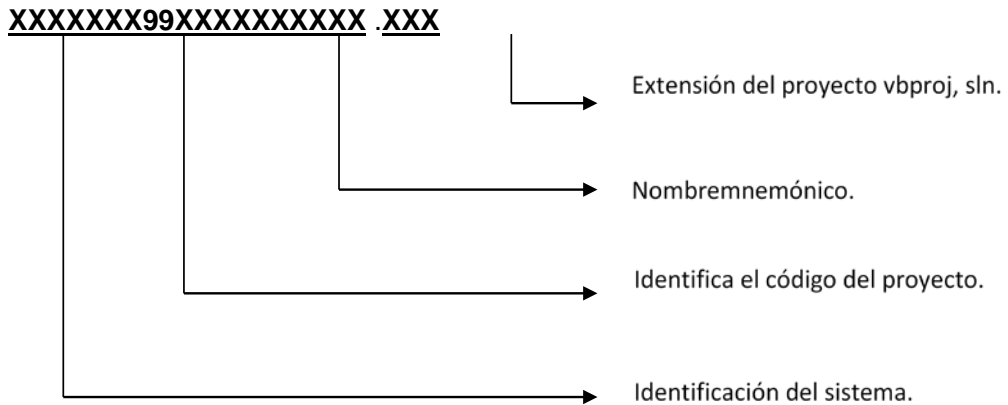 XXXXXXX99XXXXXXXXXX .XXX
Extensión del proyecto vbproj, sln.
Nombremnemónico.
Identifica el código del proyecto.
Identificación del sistema.